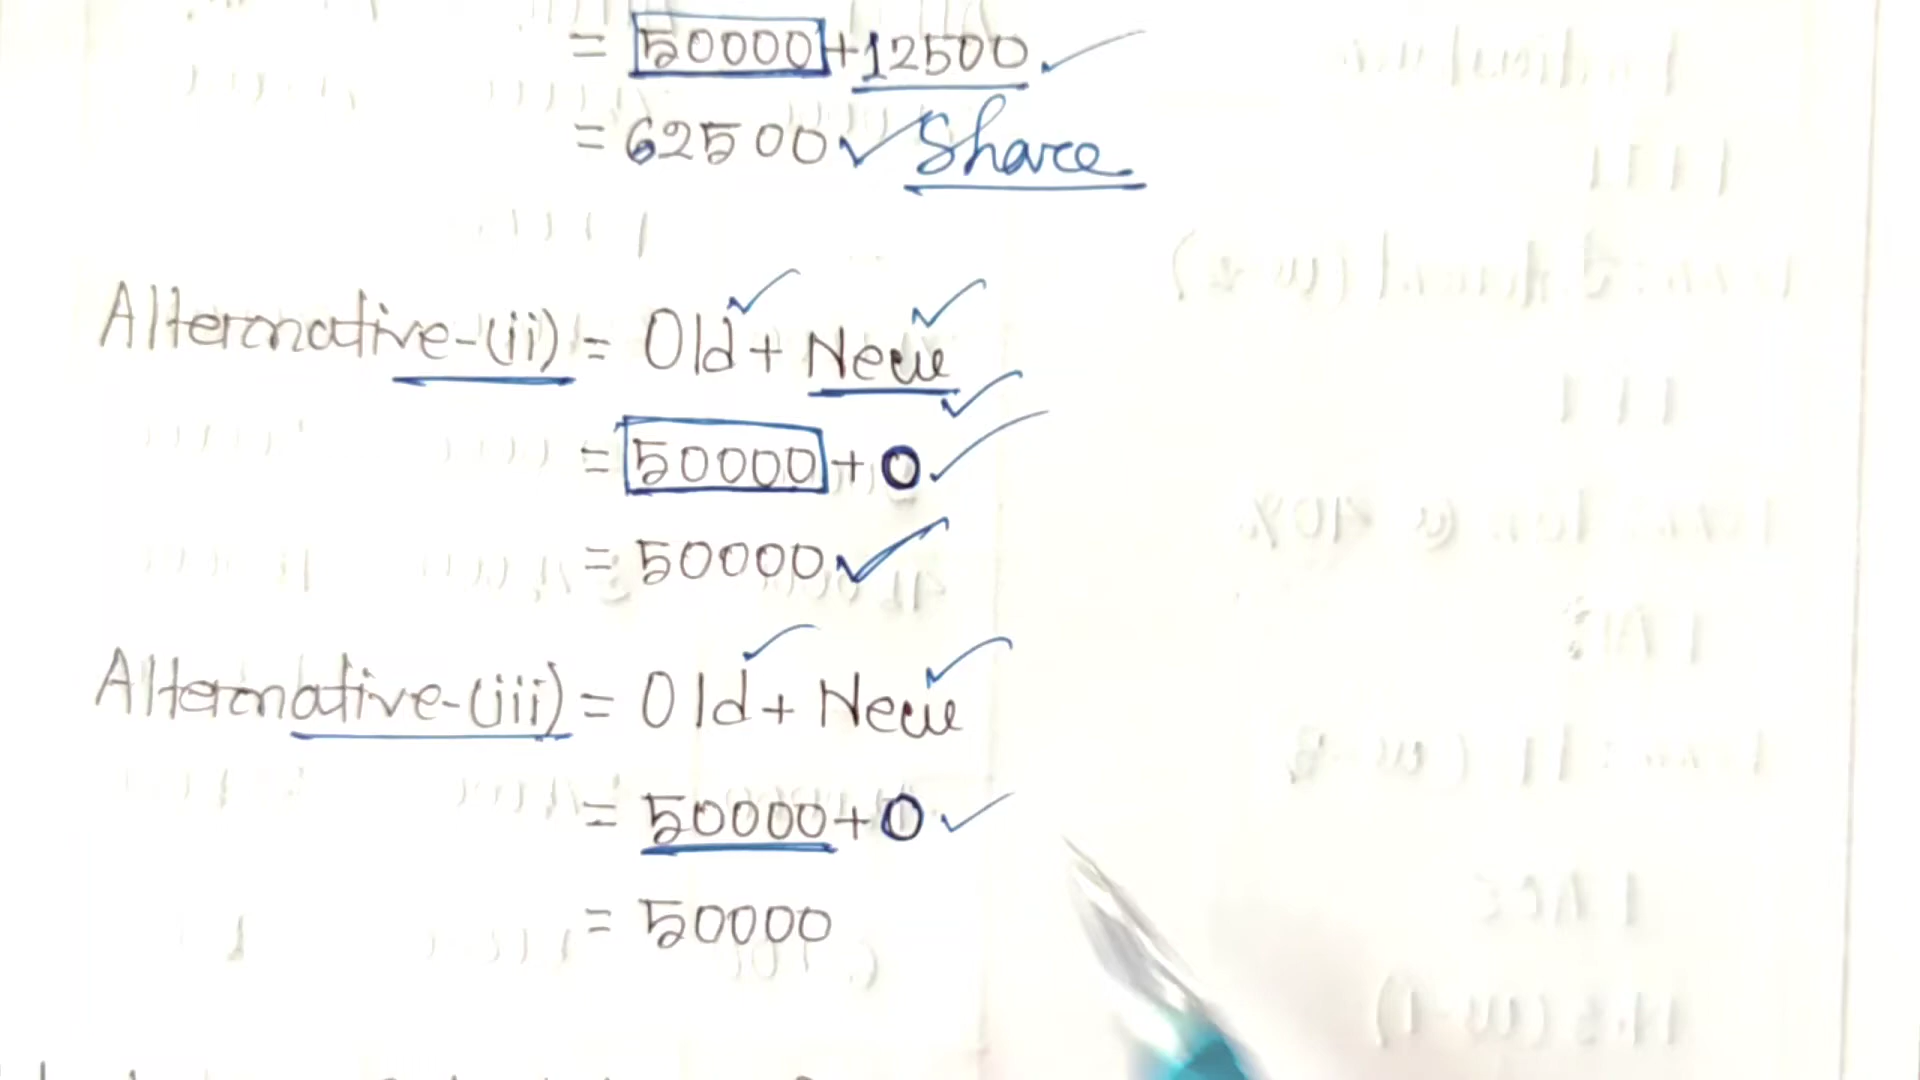 = 50000+12500
= 62500 Share
Alternative-(ii) = Old + New
= 50000 + 0
= 50000
Alternative-(iii) = Old + New
= 50000+0
= 50000